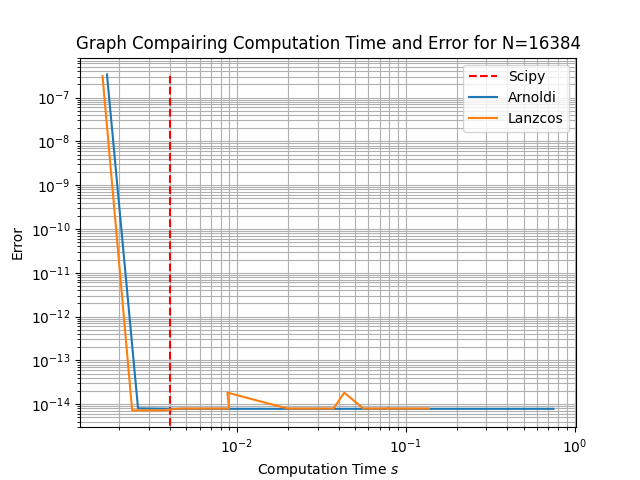 Graph Compairing Computation Time and Error for N=16384
Scipy
Arnoldi
Lanzcos
Error
10⁻⁷
10⁻⁸
10⁻⁹
10⁻¹⁰
10⁻¹¹
10⁻¹²
10⁻¹³
10⁻¹⁴
10⁻²
10⁻¹
10⁰
Computation Time s